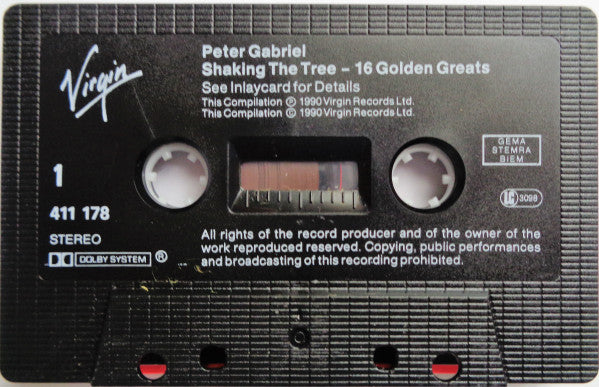 Virgin
Peter Gabriel
Shaking The Tree – 16 Golden Greats
See Inlaycard for Details
This Compilation Ⓟ 1990 Virgin Records Ltd.
This Compilation © 1990 Virgin Records Ltd.
GEMA
STEMRA
BIEM
1
LC 3098
411 178
STEREO
DOLBY SYSTEM ®
All rights of the record producer and of the owner of the
work reproduced reserved. Copying, public performances
and broadcasting of this recording prohibited.